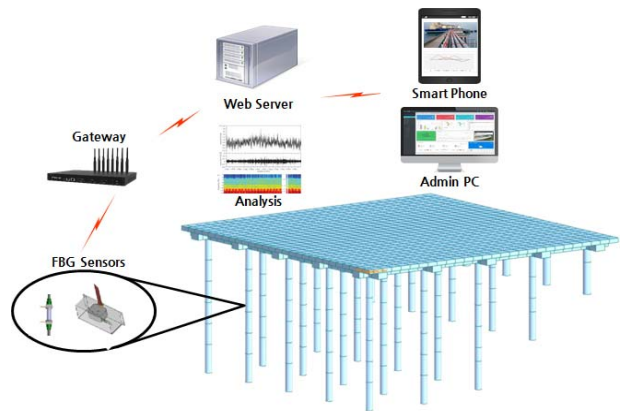 Web Server
Smart Phone
Gateway
Analysis
Admin PC
FBG Sensors